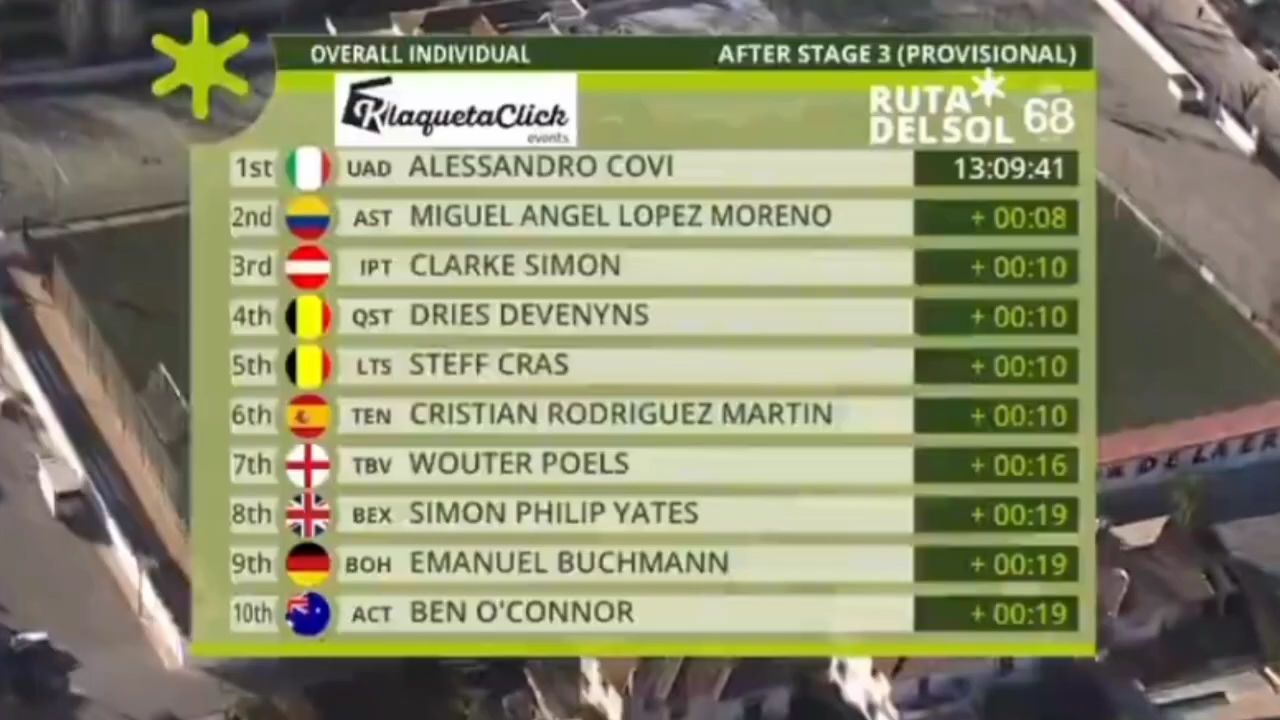 OVERALL INDIVIDUAL AFTER STAGE 3 (PROVISIONAL)
KlaquetaClick
events
RUTA
DEL SOL 68
1st UAD ALESSANDRO COVI 13:09:41
2nd AST MIGUEL ANGEL LOPEZ MORENO + 00:08
3rd IPT CLARKE SIMON + 00:10
4th QST DRIES DEVENYNS + 00:10
5th LTS STEFF CRAS + 00:10
6th TEN CRISTIAN RODRIGUEZ MARTIN + 00:10
7th TBV WOUTER POELS + 00:16
8th BEX SIMON PHILIP YATES + 00:19
9th BOH EMANUEL BUCHMANN + 00:19
10th ACT BEN O'CONNOR + 00:19
DE LA